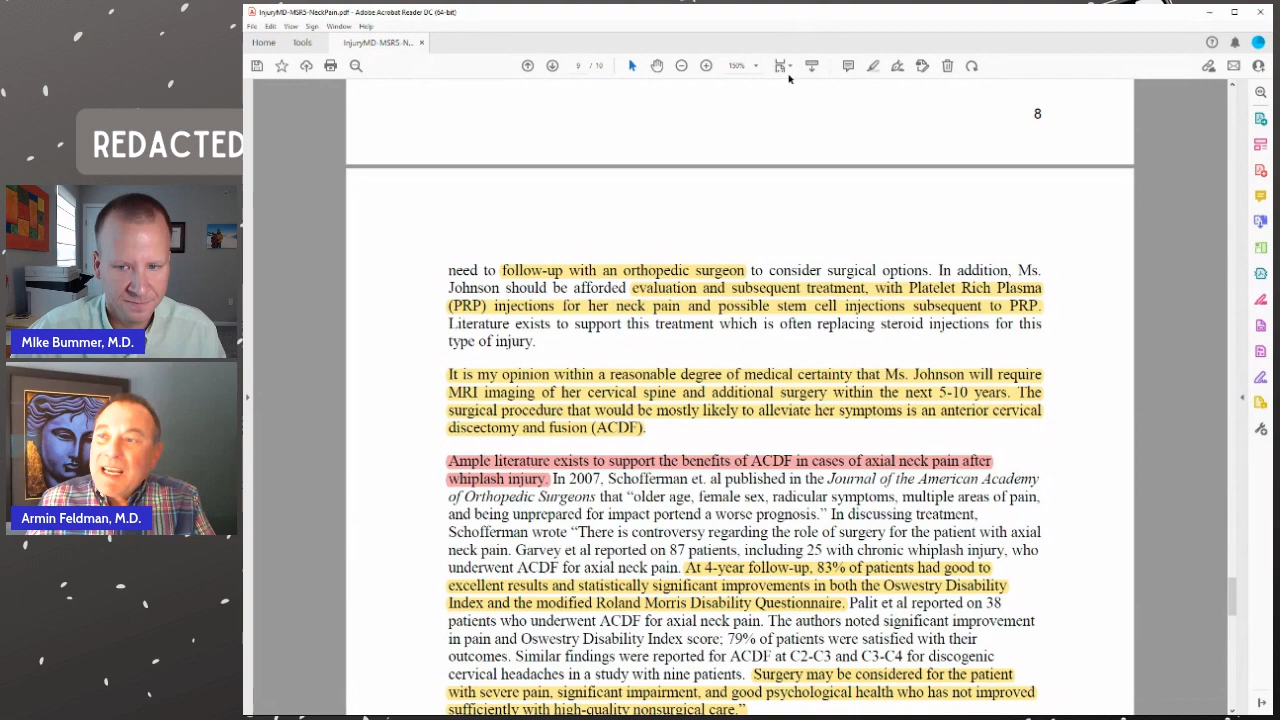 InjuryMD-MSR5-NeckPain.pdf - Adobe Acrobat Reader DC (64-bit)
File Edit View Sign Window Help
Home Tools InjuryMD-MSR5-N... ×
9 / 10 150%
REDACTED
8
need to follow-up with an orthopedic surgeon to consider surgical options. In addition, Ms.
Johnson should be afforded evaluation and subsequent treatment, with Platelet Rich Plasma
(PRP) injections for her neck pain and possible stem cell injections subsequent to PRP.
Literature exists to support this treatment which is often replacing steroid injections for this
type of injury.
It is my opinion within a reasonable degree of medical certainty that Ms. Johnson will require
MRI imaging of her cervical spine and additional surgery within the next 5-10 years. The
surgical procedure that would be mostly likely to alleviate her symptoms is an anterior cervical
discectomy and fusion (ACDF).
Ample literature exists to support the benefits of ACDF in cases of axial neck pain after
whiplash injury. In 2007, Schofferman et. al published in the Journal of the American Academy
of Orthopedic Surgeons that “older age, female sex, radicular symptoms, multiple areas of pain,
and being unprepared for impact portend a worse prognosis.” In discussing treatment,
Schofferman wrote “There is controversy regarding the role of surgery for the patient with axial
neck pain. Garvey et al reported on 87 patients, including 25 with chronic whiplash injury, who
underwent ACDF for axial neck pain. At 4-year follow-up, 83% of patients had good to
excellent results and statistically significant improvements in both the Oswestry Disability
Index and the modified Roland Morris Disability Questionnaire. Palit et al reported on 38
patients who underwent ACDF for axial neck pain. The authors noted significant improvement
in pain and Oswestry Disability Index score; 79% of patients were satisfied with their
outcomes. Similar findings were reported for ACDF at C2-C3 and C3-C4 for discogenic
cervical headaches in a study with nine patients. Surgery may be considered for the patient
with severe pain, significant impairment, and good psychological health who has not improved
sufficiently with high-quality nonsurgical care.”
MIke Bummer, M.D.
Armin Feldman, M.D.